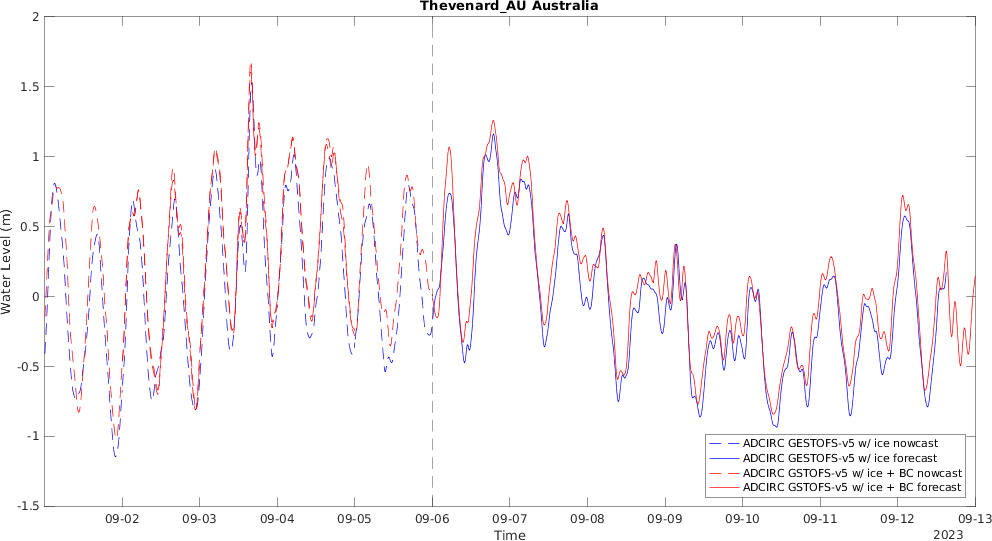 Thevenard_AU Australia
2
1.5
1
0.5
0
-0.5
-1
-1.5
Water Level (m)
ADCIRC GESTOFS-v5 w/ ice nowcast
ADCIRC GESTOFS-v5 w/ ice forecast
ADCIRC GSTOFS-v5 w/ ice + BC nowcast
ADCIRC GSTOFS-v5 w/ ice + BC forecast
09-02 09-03 09-04 09-05 09-06 09-07 09-08 09-09 09-10 09-11 09-12 09-13
Time
2023